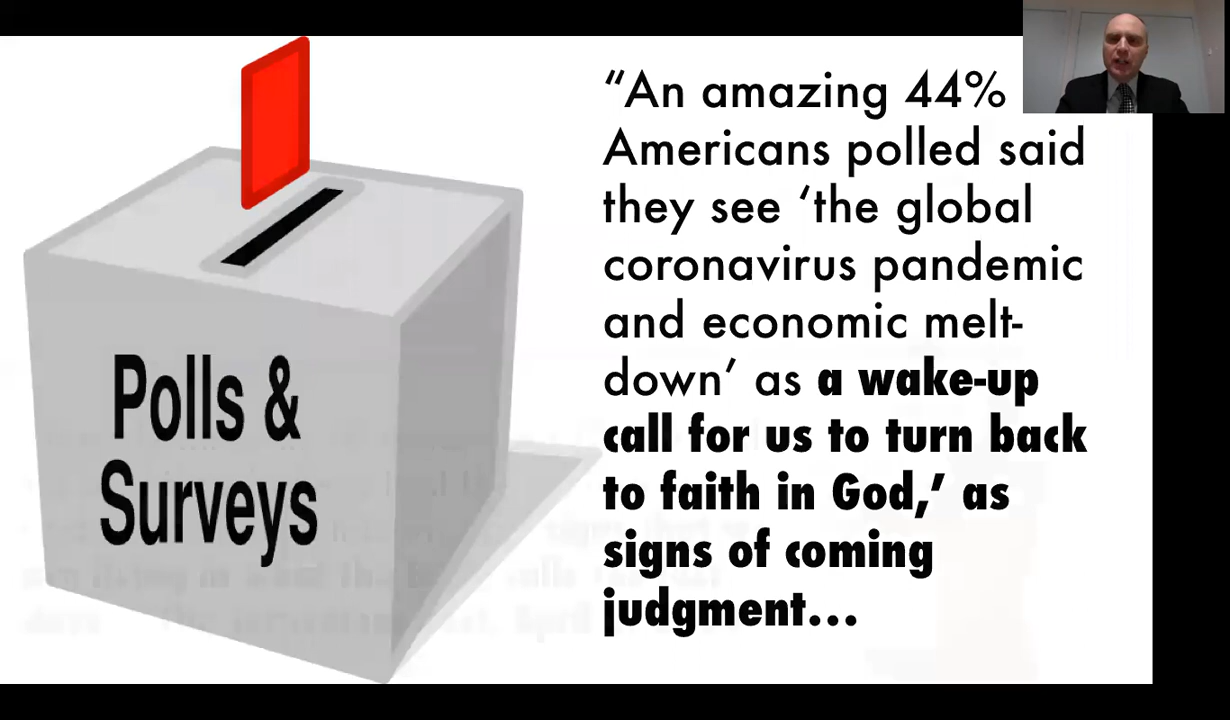 Polls &
Surveys
“An amazing 44%
Americans polled said
they see ‘the global
coronavirus pandemic
and economic melt-
down’ as a wake-up
call for us to turn back
to faith in God,’ as
signs of coming
judgment...